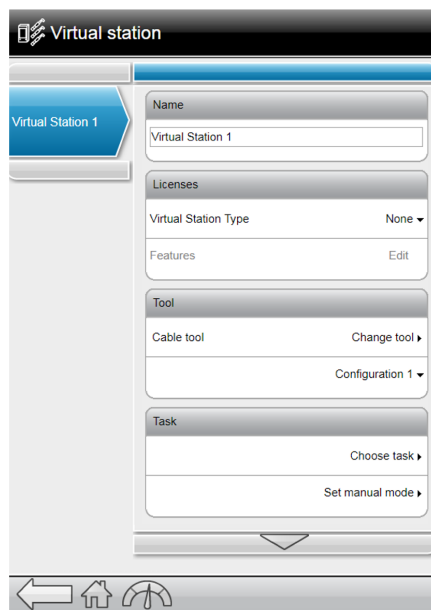 Virtual station
Virtual Station 1
Name
Virtual Station 1
Licenses
Virtual Station Type None
Features Edit
Tool
Cable tool Change tool
Configuration 1
Task
Choose task
Set manual mode